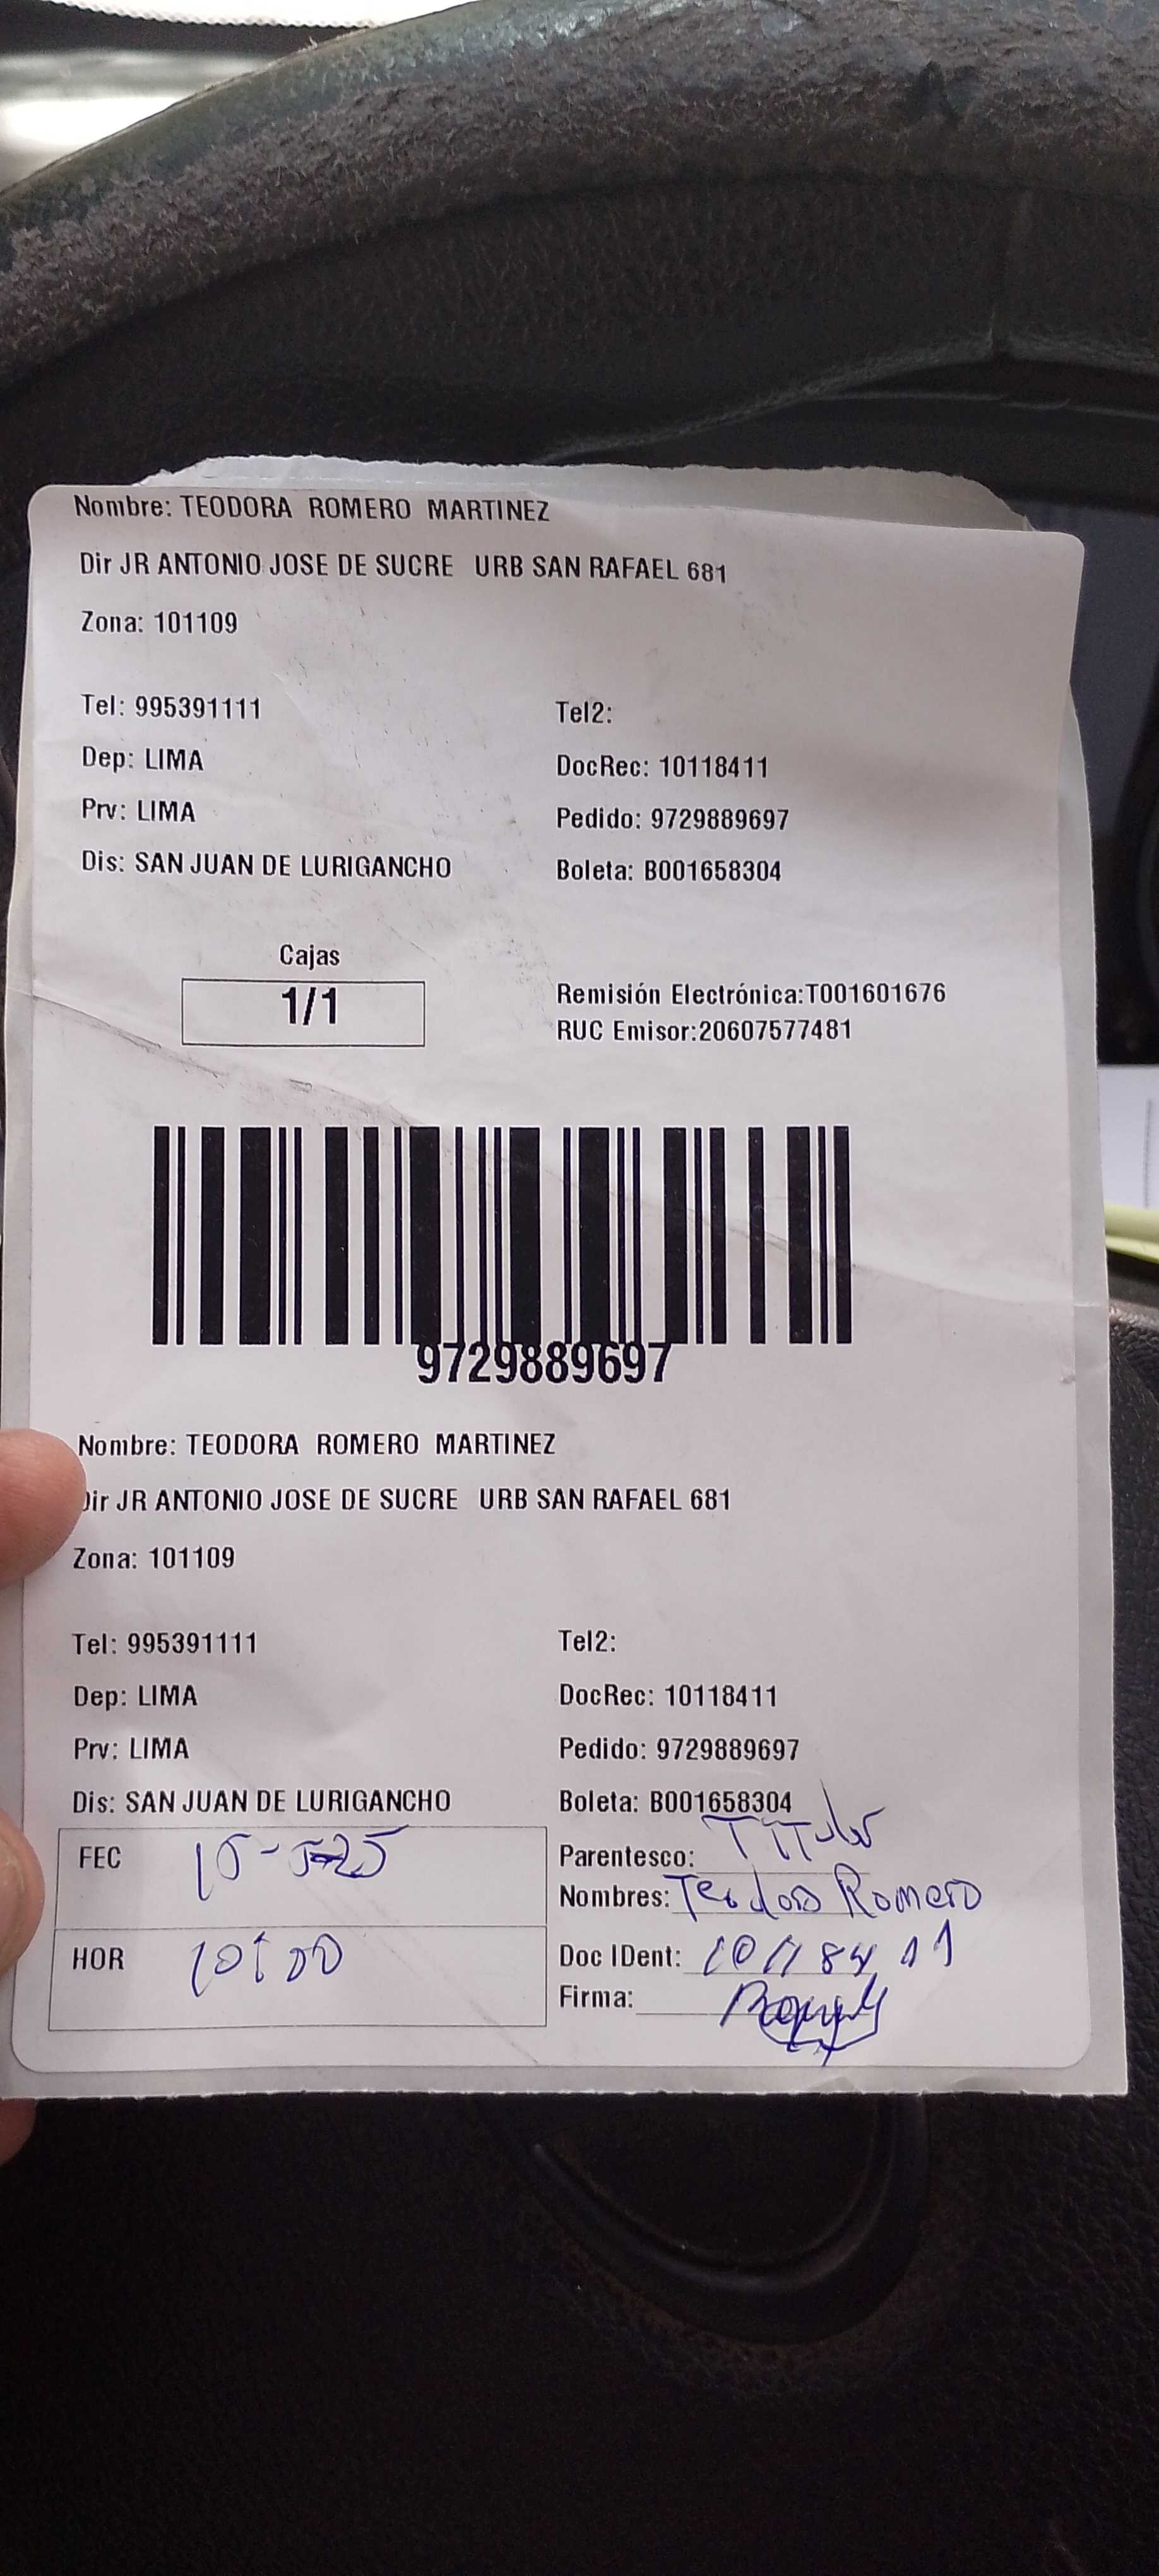 Nombre: TEODORA ROMERO MARTINEZ
Dir JR ANTONIO JOSE DE SUCRE URB SAN RAFAEL 681
Zona: 101109
Tel: 995391111 Tel2:
Dep: LIMA DocRec: 10118411
Prv: LIMA Pedido: 9729889697
Dis: SAN JUAN DE LURIGANCHO Boleta: B001658304
Cajas
1/1
Remisión Electrónica:T001601676
RUC Emisor:20607577481
9729889697
Nombre: TEODORA ROMERO MARTINEZ
Dir JR ANTONIO JOSE DE SUCRE URB SAN RAFAEL 681
Zona: 101109
Tel: 995391111 Tel2:
Dep: LIMA DocRec: 10118411
Prv: LIMA Pedido: 9729889697
Dis: SAN JUAN DE LURIGANCHO Boleta: B001658304
FEC 15-5-25 Parentesco: Titular
Nombres: Teodora Romero
HOR 10:00 Doc IDent: 10118411
Firma: